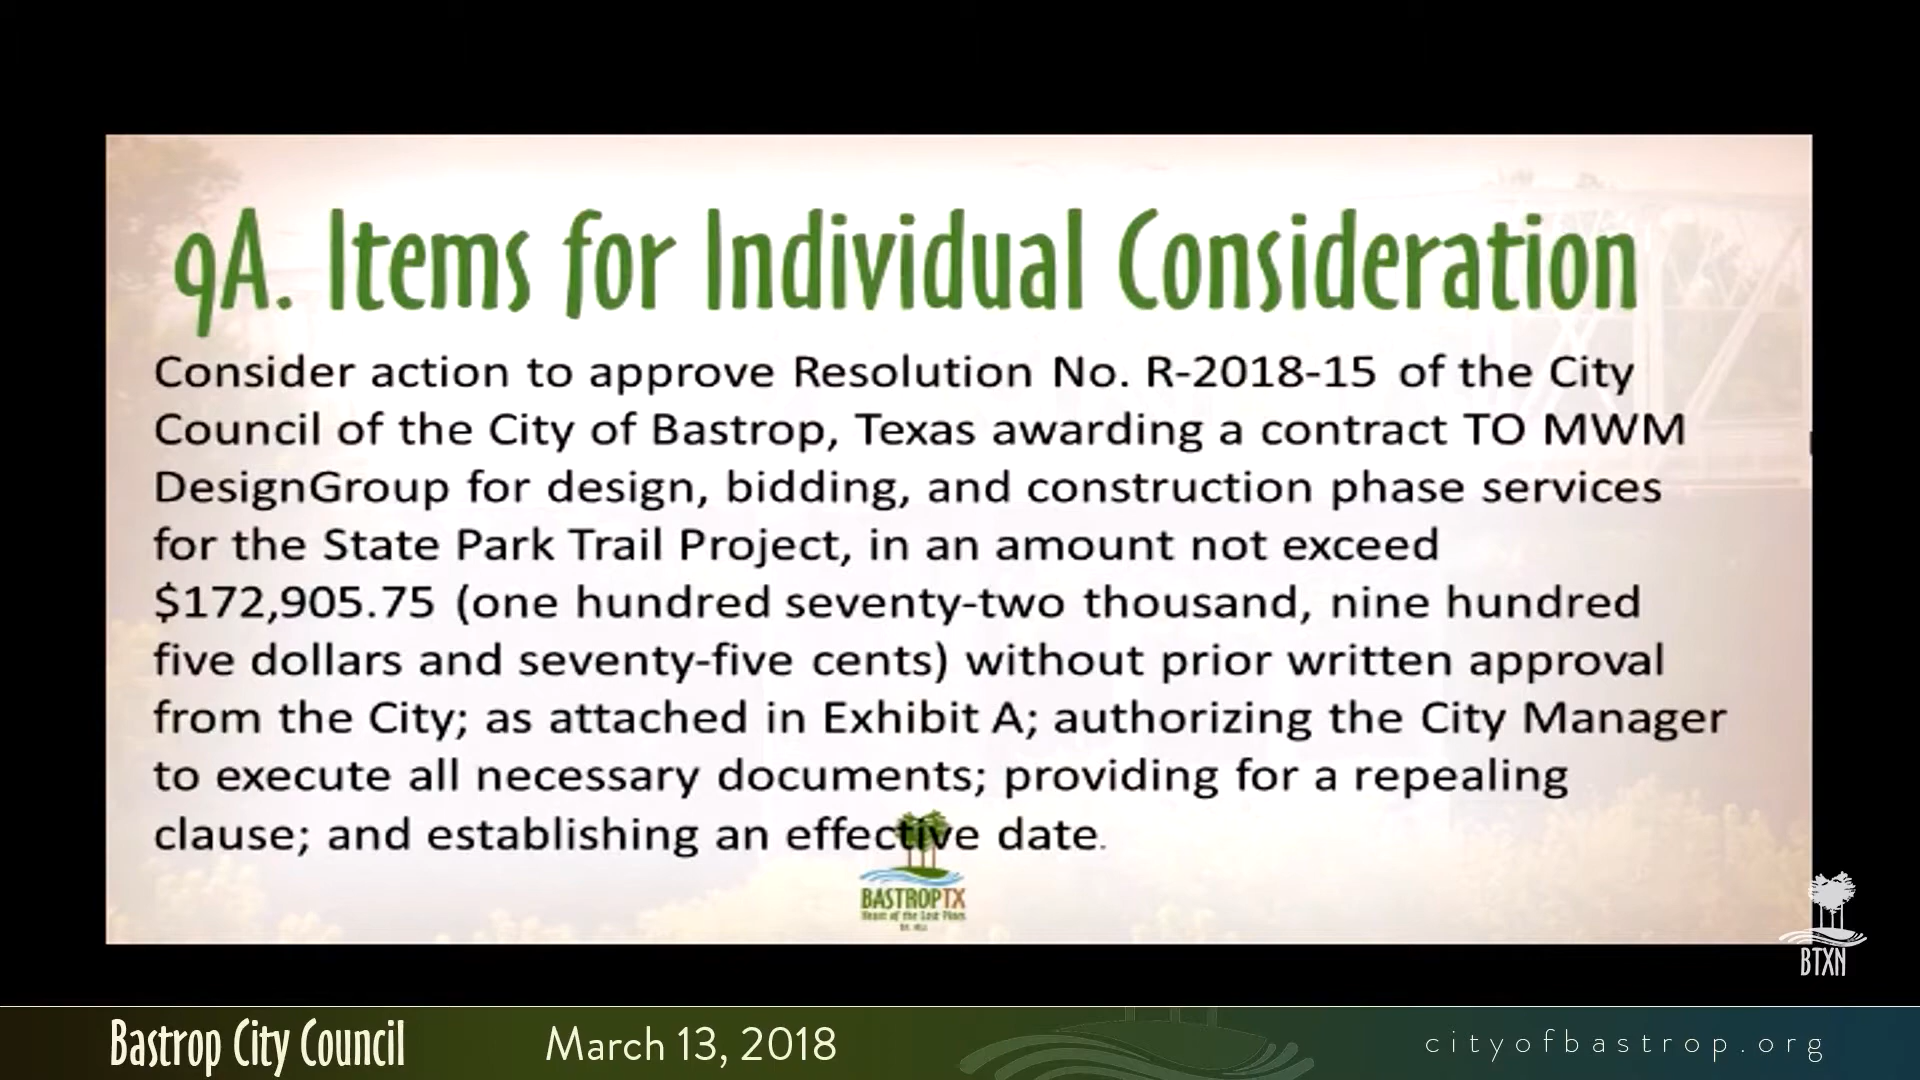 9A. Items for Individual Consideration
Consider action to approve Resolution No. R-2018-15 of the City
Council of the City of Bastrop, Texas awarding a contract TO MWM
DesignGroup for design, bidding, and construction phase services
for the State Park Trail Project, in an amount not exceed
$172,905.75 (one hundred seventy-two thousand, nine hundred
five dollars and seventy-five cents) without prior written approval
from the City; as attached in Exhibit A; authorizing the City Manager
to execute all necessary documents; providing for a repealing
clause; and establishing an effective date.
BASTROPTX
Heart of the Lost Pines
BTXN
Bastrop City Council March 13, 2018 cityofbastrop.org